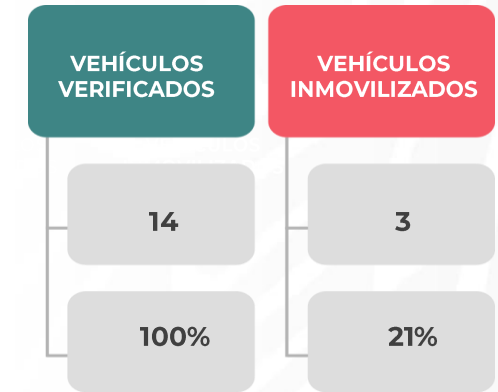 VEHÍCULOS
VERIFICADOS
14
100%
VEHÍCULOS
INMOVILIZADOS
3
21%